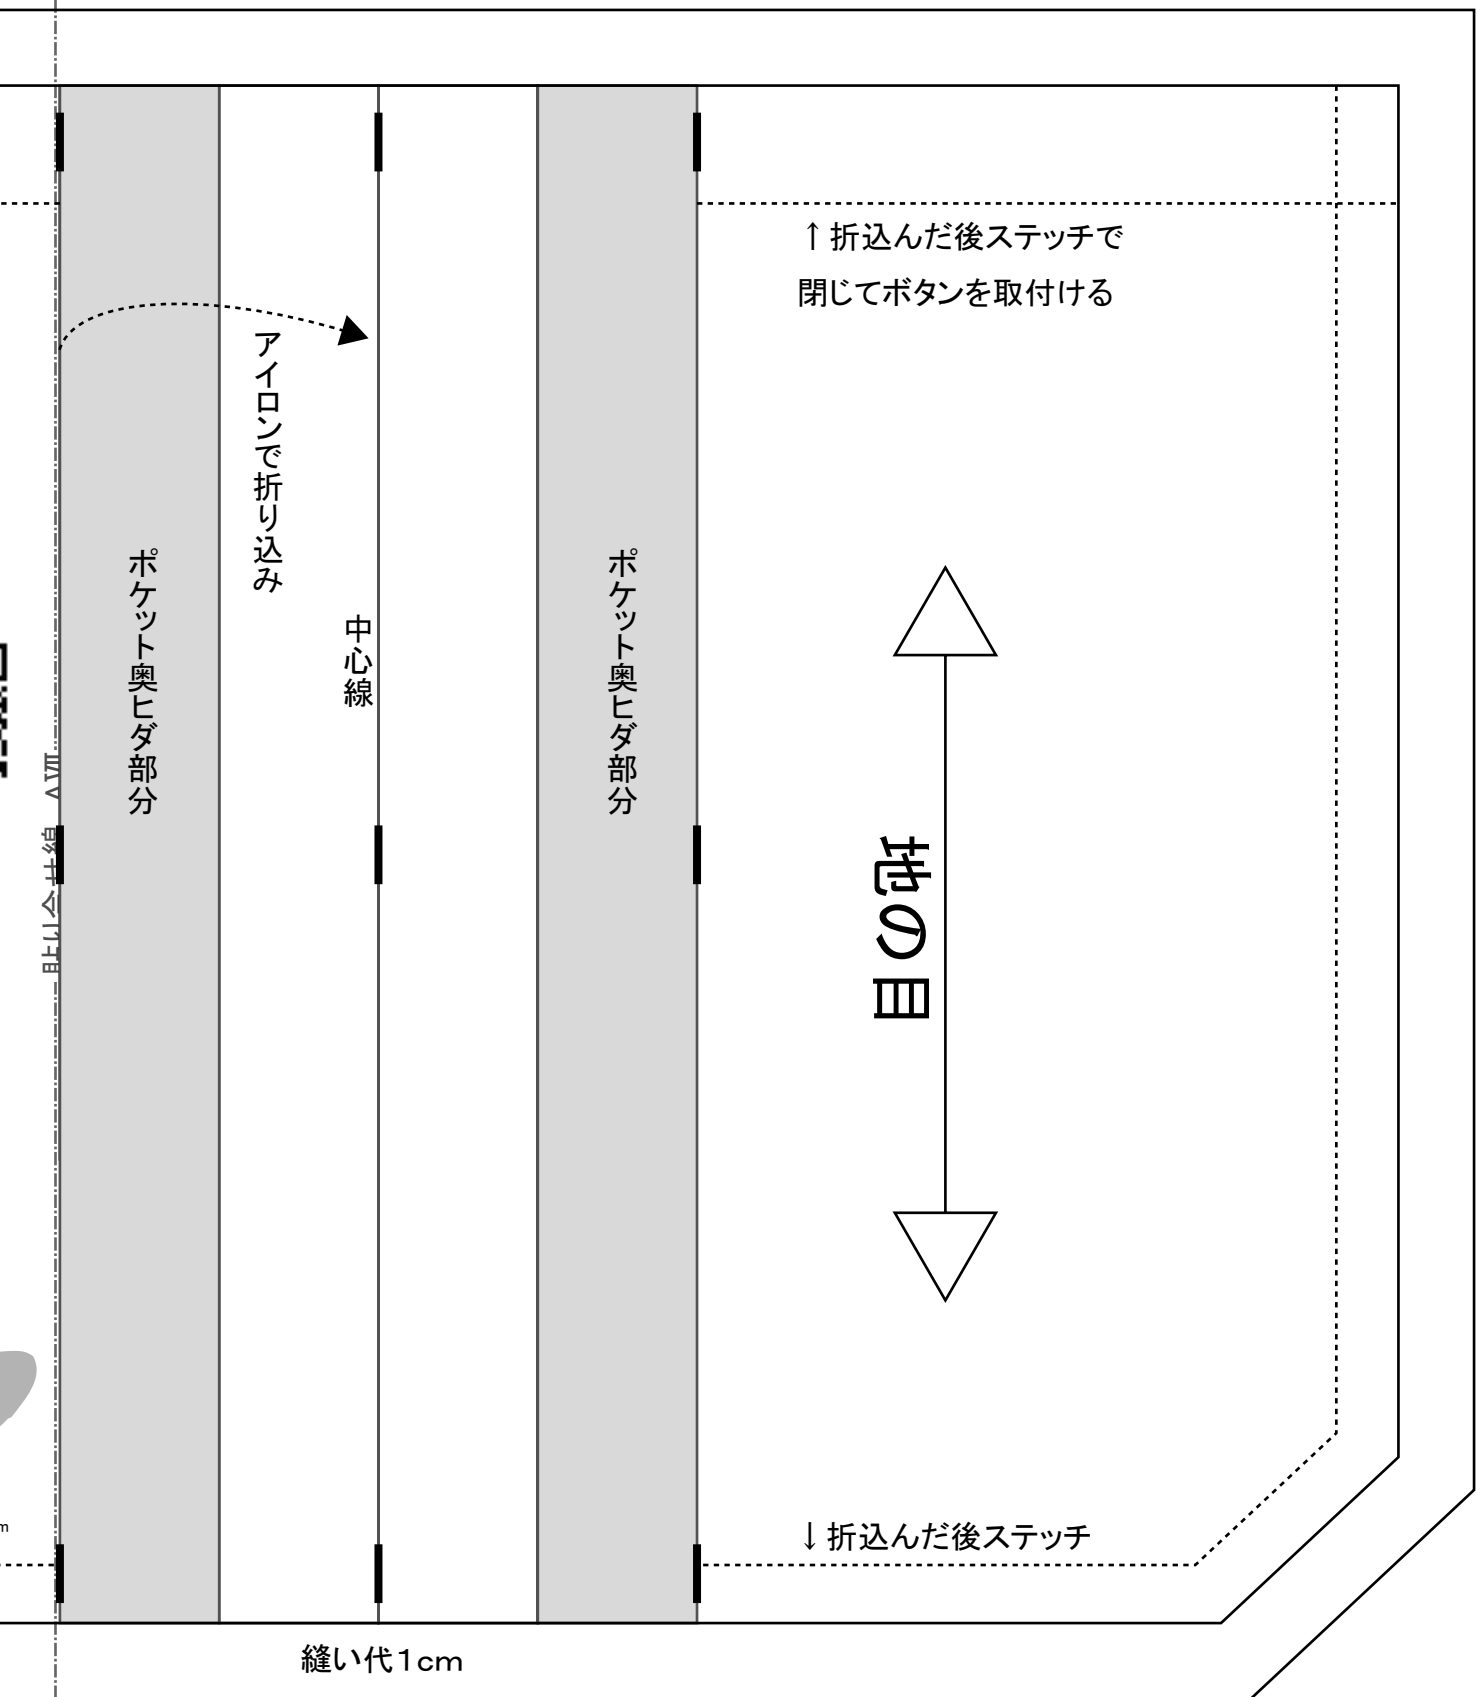 ↑折込んだ後ステッチで
閉じてボタンを取付ける
アイロンで折り込み
ポケット奥ヒダ部分
中心線
ポケット奥ヒダ部分
地の目
↓折込んだ後ステッチ
縫い代1cm